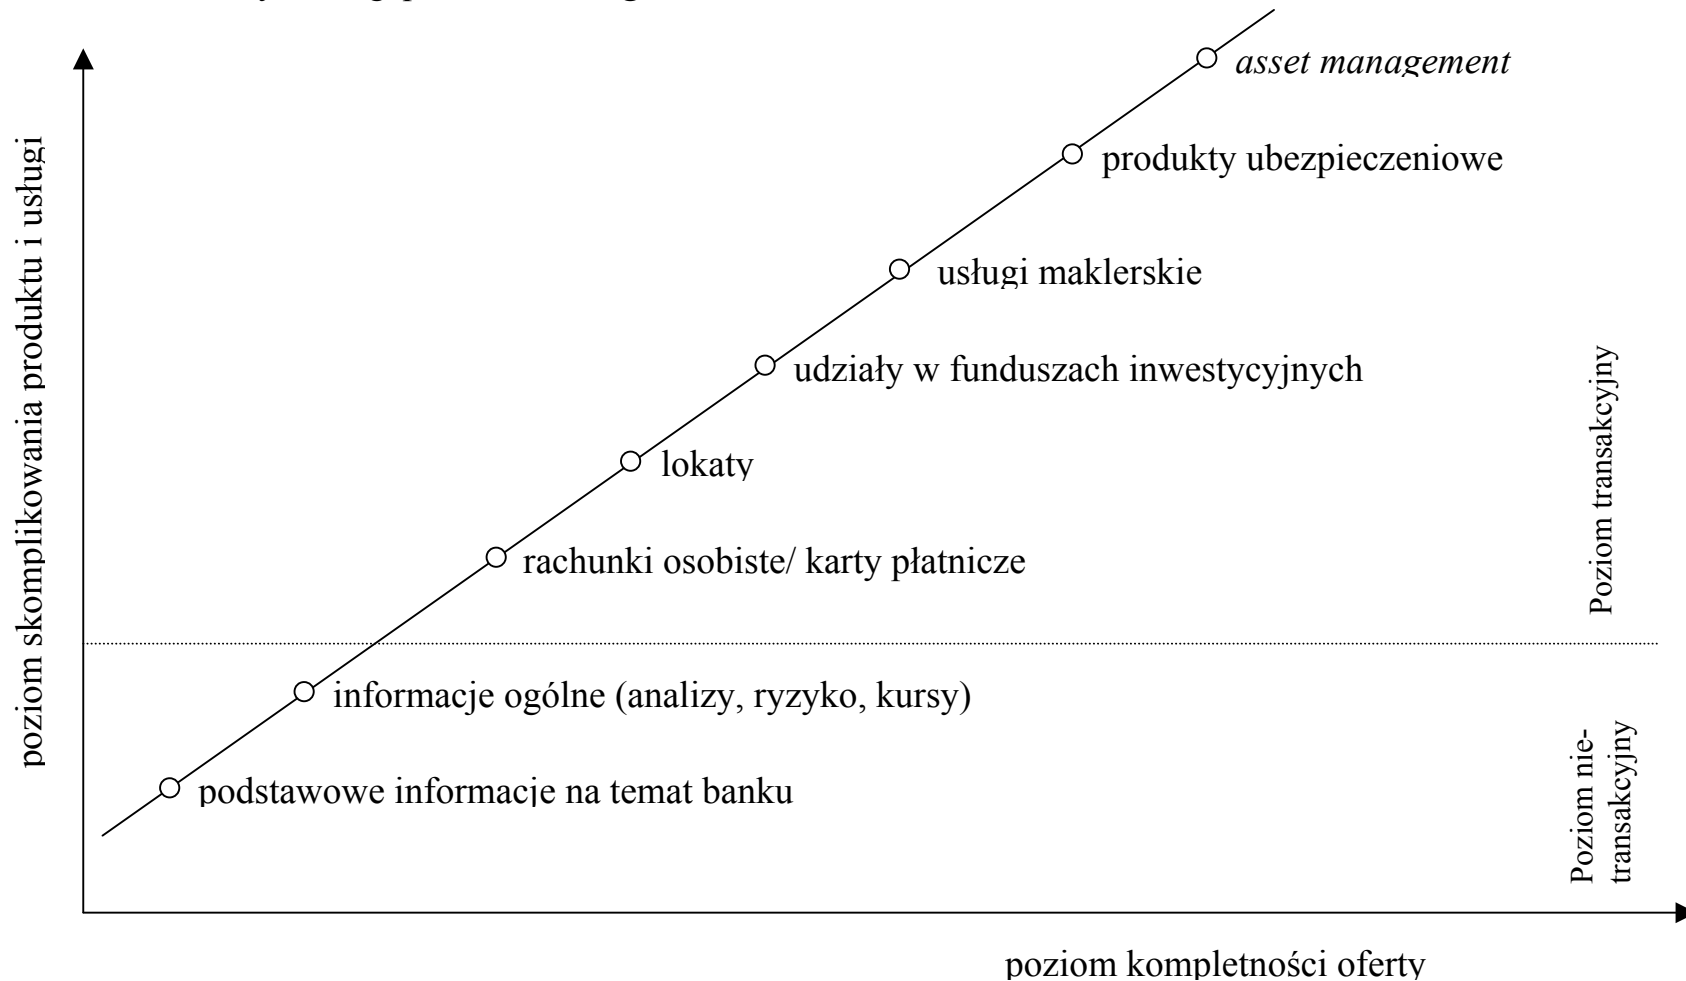 asset management
produkty ubezpieczeniowe
usługi maklerskie
udziały w funduszach inwestycyjnych
lokaty
rachunki osobiste/ karty płatnicze
informacje ogólne (analizy, ryzyko, kursy)
podstawowe informacje na temat banku
poziom skomplikowania produktu i usługi
Poziom transakcyjny
Poziom nie-
transakcyjny
poziom kompletności oferty